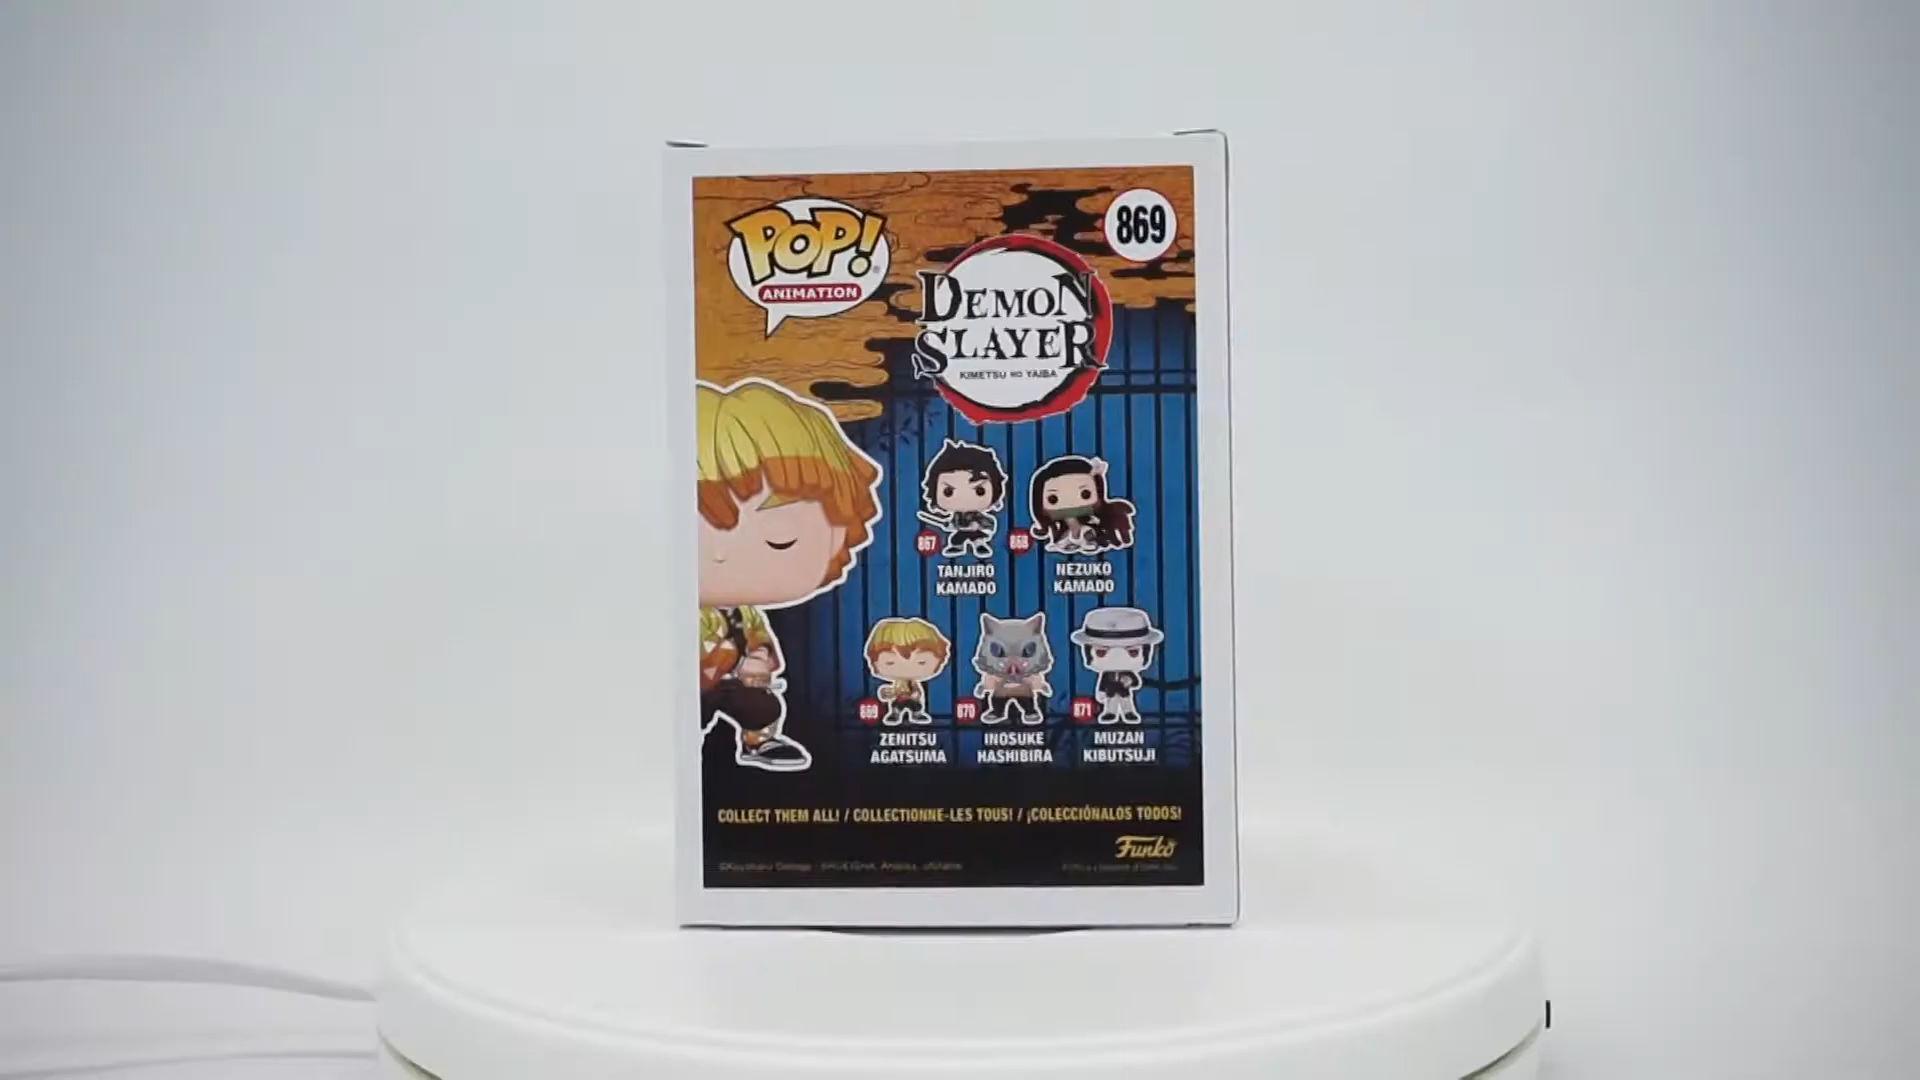 POP!
ANIMATION
869
DEMON
SLAYER
KIMETSU NO YAIBA
867
TANJIRO
KAMADO
868
NEZUKO
KAMADO
869
ZENITSU
AGATSUMA
870
INOSUKE
HASHIBIRA
871
MUZAN
KIBUTSUJI
COLLECT THEM ALL! / COLLECTIONNE-LES TOUS! / ¡COLECCIÓNALOS TODOS!
Funko